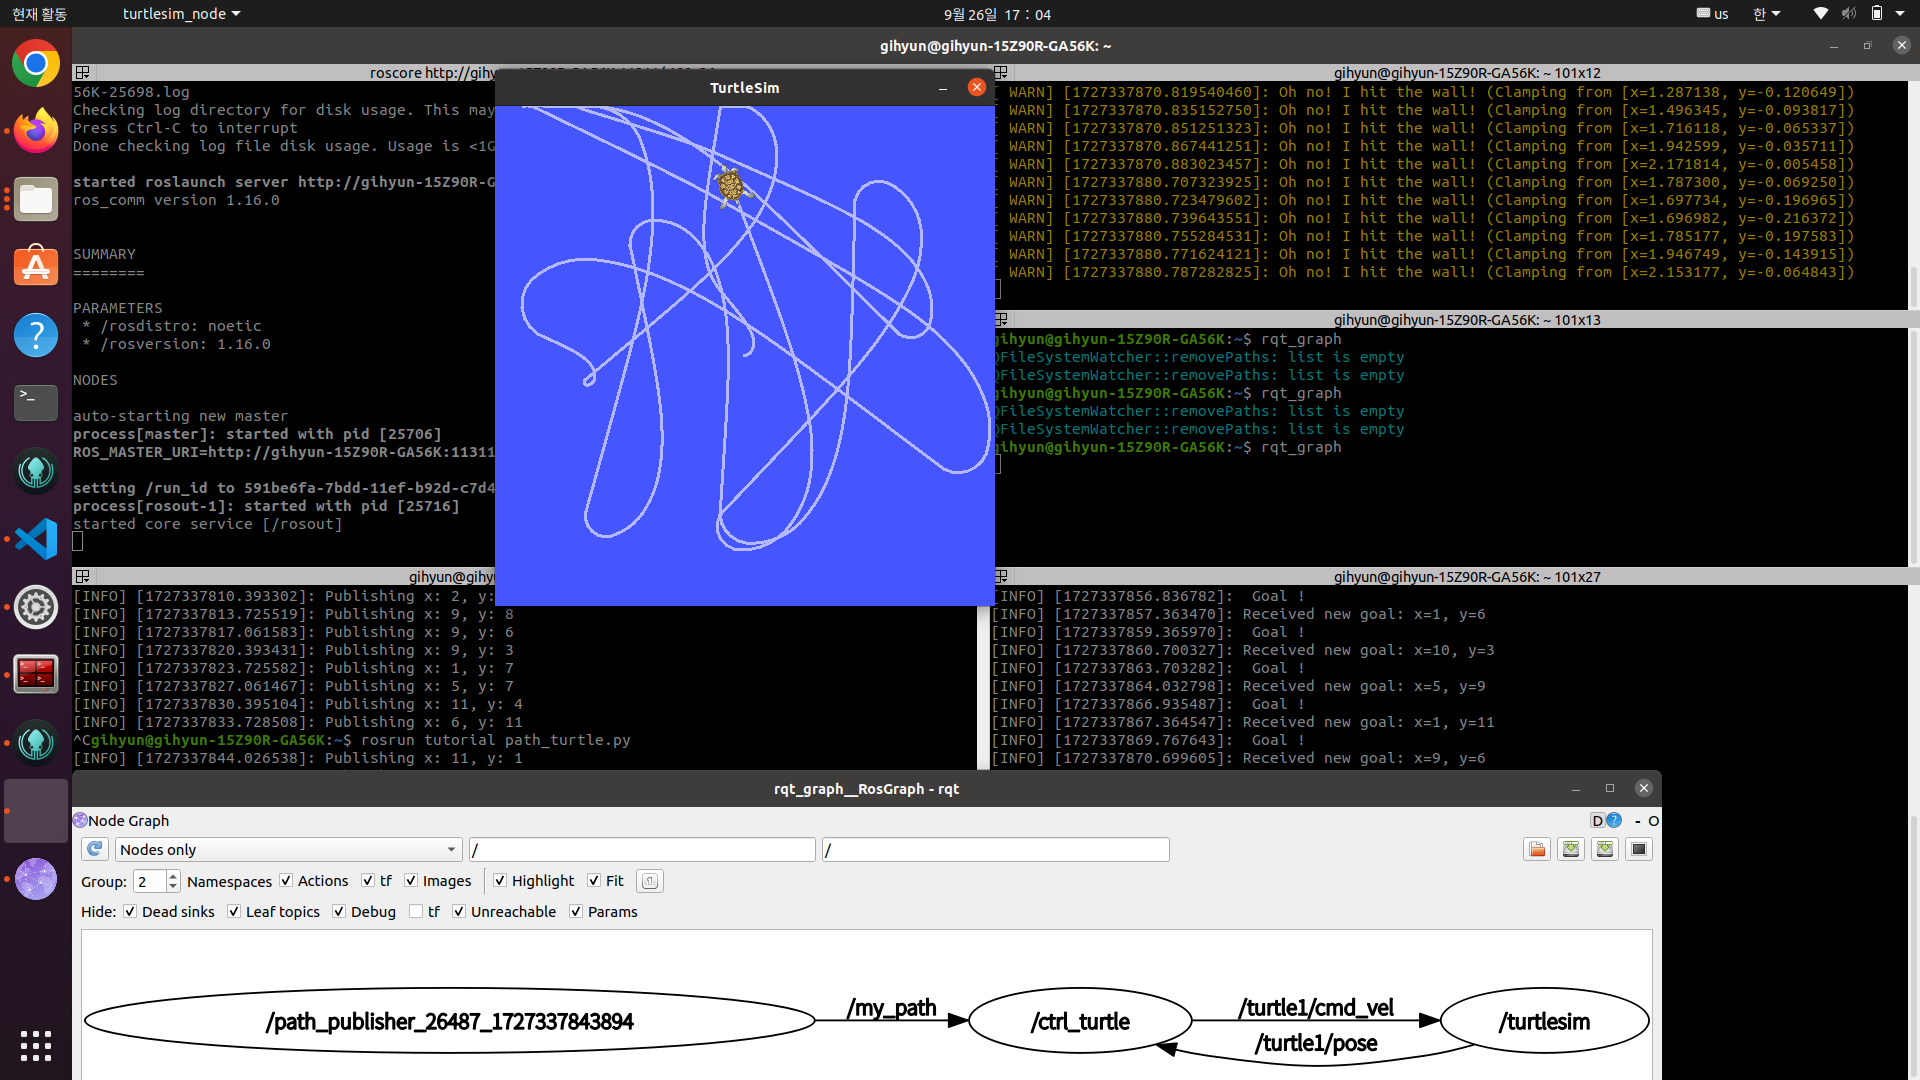 현재 활동
turtlesim_node
9월 26일 17 : 04
us
한
gihyun@gihyun-15Z90R-GA56K: ~
roscore http://gihy
56K-25698.log
Checking log directory for disk usage. This may
Press Ctrl-C to interrupt
Done checking log file disk usage. Usage is <1G
started roslaunch server http://gihyun-15Z90R-G
ros_comm version 1.16.0
SUMMARY
========
PARAMETERS
* /rosdistro: noetic
* /rosversion: 1.16.0
NODES
auto-starting new master
process[master]: started with pid [25706]
ROS_MASTER_URI=http://gihyun-15Z90R-GA56K:11311
setting /run_id to 591be6fa-7bdd-11ef-b92d-c7d4
process[rosout-1]: started with pid [25716]
started core service [/rosout]
TurtleSim
gihyun@gihyun-15Z90R-GA56K: ~ 101x12
WARN] [1727337870.819540460]: Oh no! I hit the wall! (Clamping from [x=1.287138, y=-0.120649])
WARN] [1727337870.835152750]: Oh no! I hit the wall! (Clamping from [x=1.496345, y=-0.093817])
WARN] [1727337870.851251323]: Oh no! I hit the wall! (Clamping from [x=1.716118, y=-0.065337])
WARN] [1727337870.867441251]: Oh no! I hit the wall! (Clamping from [x=1.942599, y=-0.035711])
WARN] [1727337870.883023457]: Oh no! I hit the wall! (Clamping from [x=2.171814, y=-0.005458])
WARN] [1727337880.707323925]: Oh no! I hit the wall! (Clamping from [x=1.787300, y=-0.069250])
WARN] [1727337880.723479602]: Oh no! I hit the wall! (Clamping from [x=1.697734, y=-0.196965])
WARN] [1727337880.739643551]: Oh no! I hit the wall! (Clamping from [x=1.696982, y=-0.216372])
WARN] [1727337880.755284531]: Oh no! I hit the wall! (Clamping from [x=1.785177, y=-0.197583])
WARN] [1727337880.771624121]: Oh no! I hit the wall! (Clamping from [x=1.946749, y=-0.143915])
WARN] [1727337880.787282825]: Oh no! I hit the wall! (Clamping from [x=2.153177, y=-0.064843])
gihyun@gihyun-15Z90R-GA56K: ~ 101x13
gihyun@gihyun-15Z90R-GA56K:~$ rqt_graph
QFileSystemWatcher::removePaths: list is empty
QFileSystemWatcher::removePaths: list is empty
gihyun@gihyun-15Z90R-GA56K:~$ rqt_graph
QFileSystemWatcher::removePaths: list is empty
QFileSystemWatcher::removePaths: list is empty
gihyun@gihyun-15Z90R-GA56K:~$ rqt_graph
gihyun@gihyu
[INFO] [1727337810.393302]: Publishing x: 2, y:
[INFO] [1727337813.725519]: Publishing x: 9, y: 8
[INFO] [1727337817.061583]: Publishing x: 9, y: 6
[INFO] [1727337820.393431]: Publishing x: 9, y: 3
[INFO] [1727337823.725582]: Publishing x: 1, y: 7
[INFO] [1727337827.061467]: Publishing x: 5, y: 7
[INFO] [1727337830.395104]: Publishing x: 11, y: 4
[INFO] [1727337833.728508]: Publishing x: 6, y: 11
^Cgihyun@gihyun-15Z90R-GA56K:~$ rosrun tutorial path_turtle.py
[INFO] [1727337844.026538]: Publishing x: 11, y: 1
gihyun@gihyun-15Z90R-GA56K: ~ 101x27
[INFO] [1727337856.836782]:  Goal !
[INFO] [1727337857.363470]: Received new goal: x=1, y=6
[INFO] [1727337859.365970]:  Goal !
[INFO] [1727337860.700327]: Received new goal: x=10, y=3
[INFO] [1727337863.703282]:  Goal !
[INFO] [1727337864.032798]: Received new goal: x=5, y=9
[INFO] [1727337866.935487]:  Goal !
[INFO] [1727337867.364547]: Received new goal: x=1, y=11
[INFO] [1727337869.767643]:  Goal !
[INFO] [1727337870.699605]: Received new goal: x=9, y=6
rqt_graph__RosGraph - rqt
Node Graph
D ? - O
Nodes only / /
Group: 2 Namespaces Actions tf Images Highlight Fit
Hide: Dead sinks Leaf topics Debug tf Unreachable Params
/path_publisher_26487_1727337843894
/my_path
/ctrl_turtle
/turtle1/cmd_vel
/turtle1/pose
/turtlesim